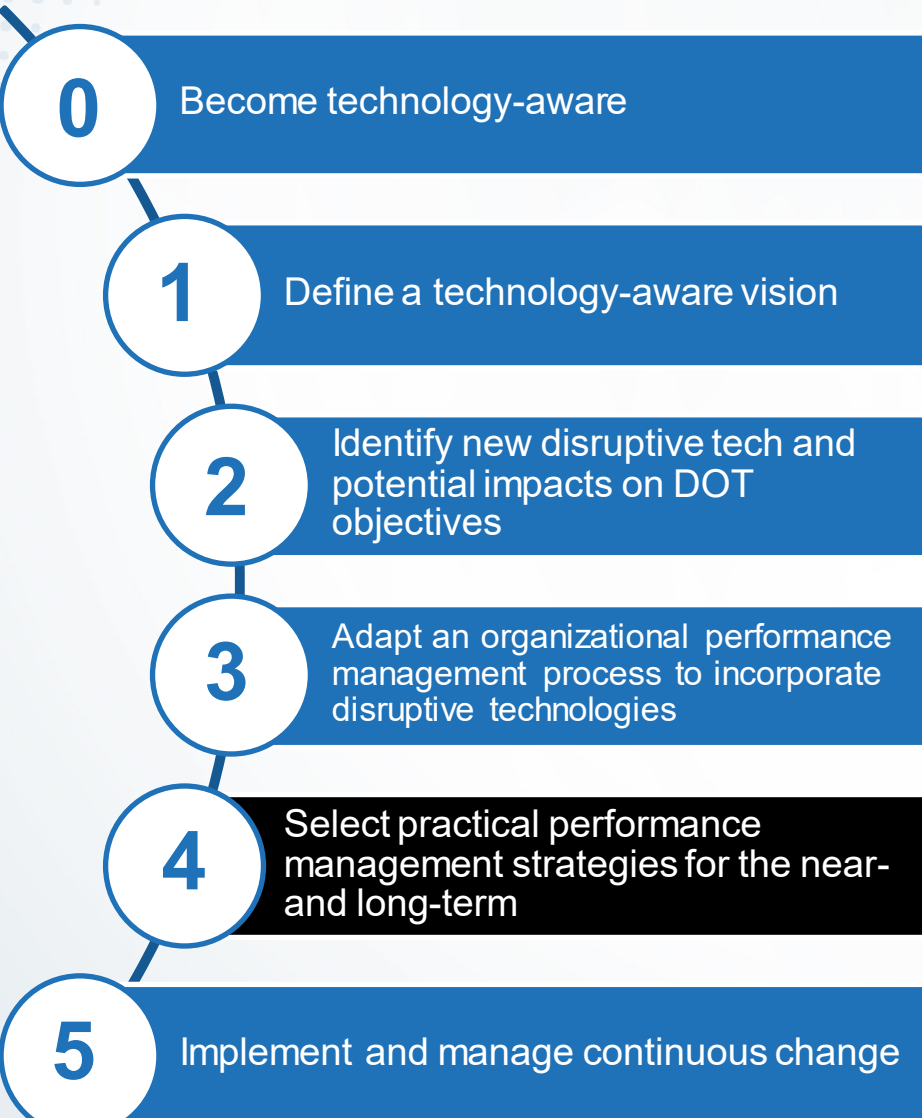 0
Become technology-aware
1
Define a technology-aware vision
2
Identify new disruptive tech and
potential impacts on DOT
objectives
3
Adapt an organizational performance
management process to incorporate
disruptive technologies
4
Select practical performance
management strategies for the near-
and long-term
5
Implement and manage continuous change